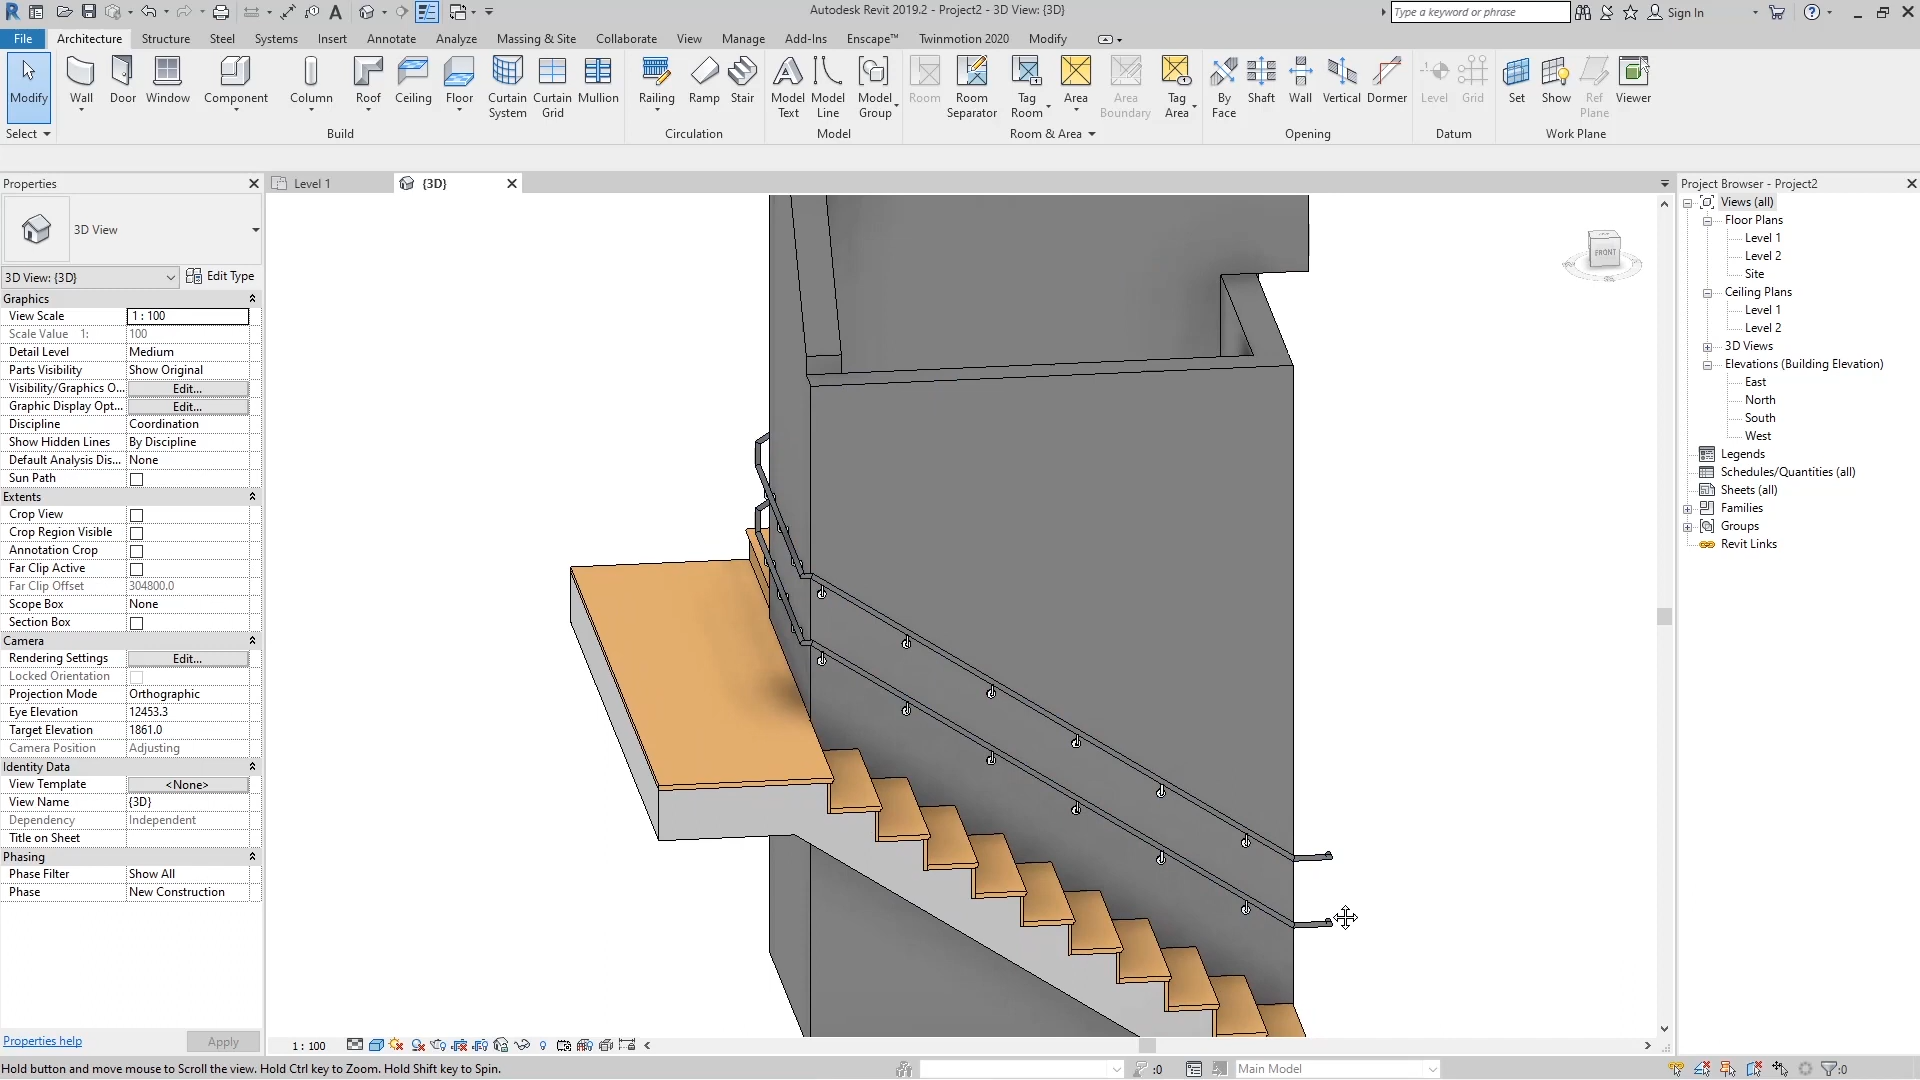 Autodesk Revit 2019.2 - Project2 - 3D View: {3D}
Type a keyword or phrase
Sign In
File Architecture Structure Steel Systems Insert Annotate Analyze Massing & Site Collaborate View Manage Add-Ins Enscape™ Twinmotion 2020 Modify
Modify Wall Door Window Component Column Roof Ceiling Floor Curtain System Curtain Grid Mullion Railing Ramp Stair Model Text Model Line Model Group Room Room Separator Tag Room Area Area Boundary Tag Area By Face Shaft Wall Vertical Dormer Level Grid Set Show Ref Plane Viewer
Select Build Circulation Model Room & Area Opening Datum Work Plane
Properties
Level 1 {3D}
3D View
3D View: {3D} Edit Type
Graphics
View Scale 1 : 100
Scale Value 1: 100
Detail Level Medium
Parts Visibility Show Original
Visibility/Graphics O... Edit...
Graphic Display Opt... Edit...
Discipline Coordination
Show Hidden Lines By Discipline
Default Analysis Dis... None
Sun Path
Extents
Crop View
Crop Region Visible
Annotation Crop
Far Clip Active
Far Clip Offset 304800.0
Scope Box None
Section Box
Camera
Rendering Settings Edit...
Locked Orientation
Projection Mode Orthographic
Eye Elevation 12453.3
Target Elevation 1861.0
Camera Position Adjusting
Identity Data
View Template <None>
View Name {3D}
Dependency Independent
Title on Sheet
Phasing
Phase Filter Show All
Phase New Construction
Properties help Apply
FRONT
Project Browser - Project2
Views (all)
Floor Plans
Level 1
Level 2
Site
Ceiling Plans
Level 1
Level 2
3D Views
Elevations (Building Elevation)
East
North
South
West
Legends
Schedules/Quantities (all)
Sheets (all)
Families
Groups
Revit Links
1 : 100
Hold button and move mouse to Scroll the view. Hold Ctrl key to Zoom. Hold Shift key to Spin.
:0
Main Model
:0